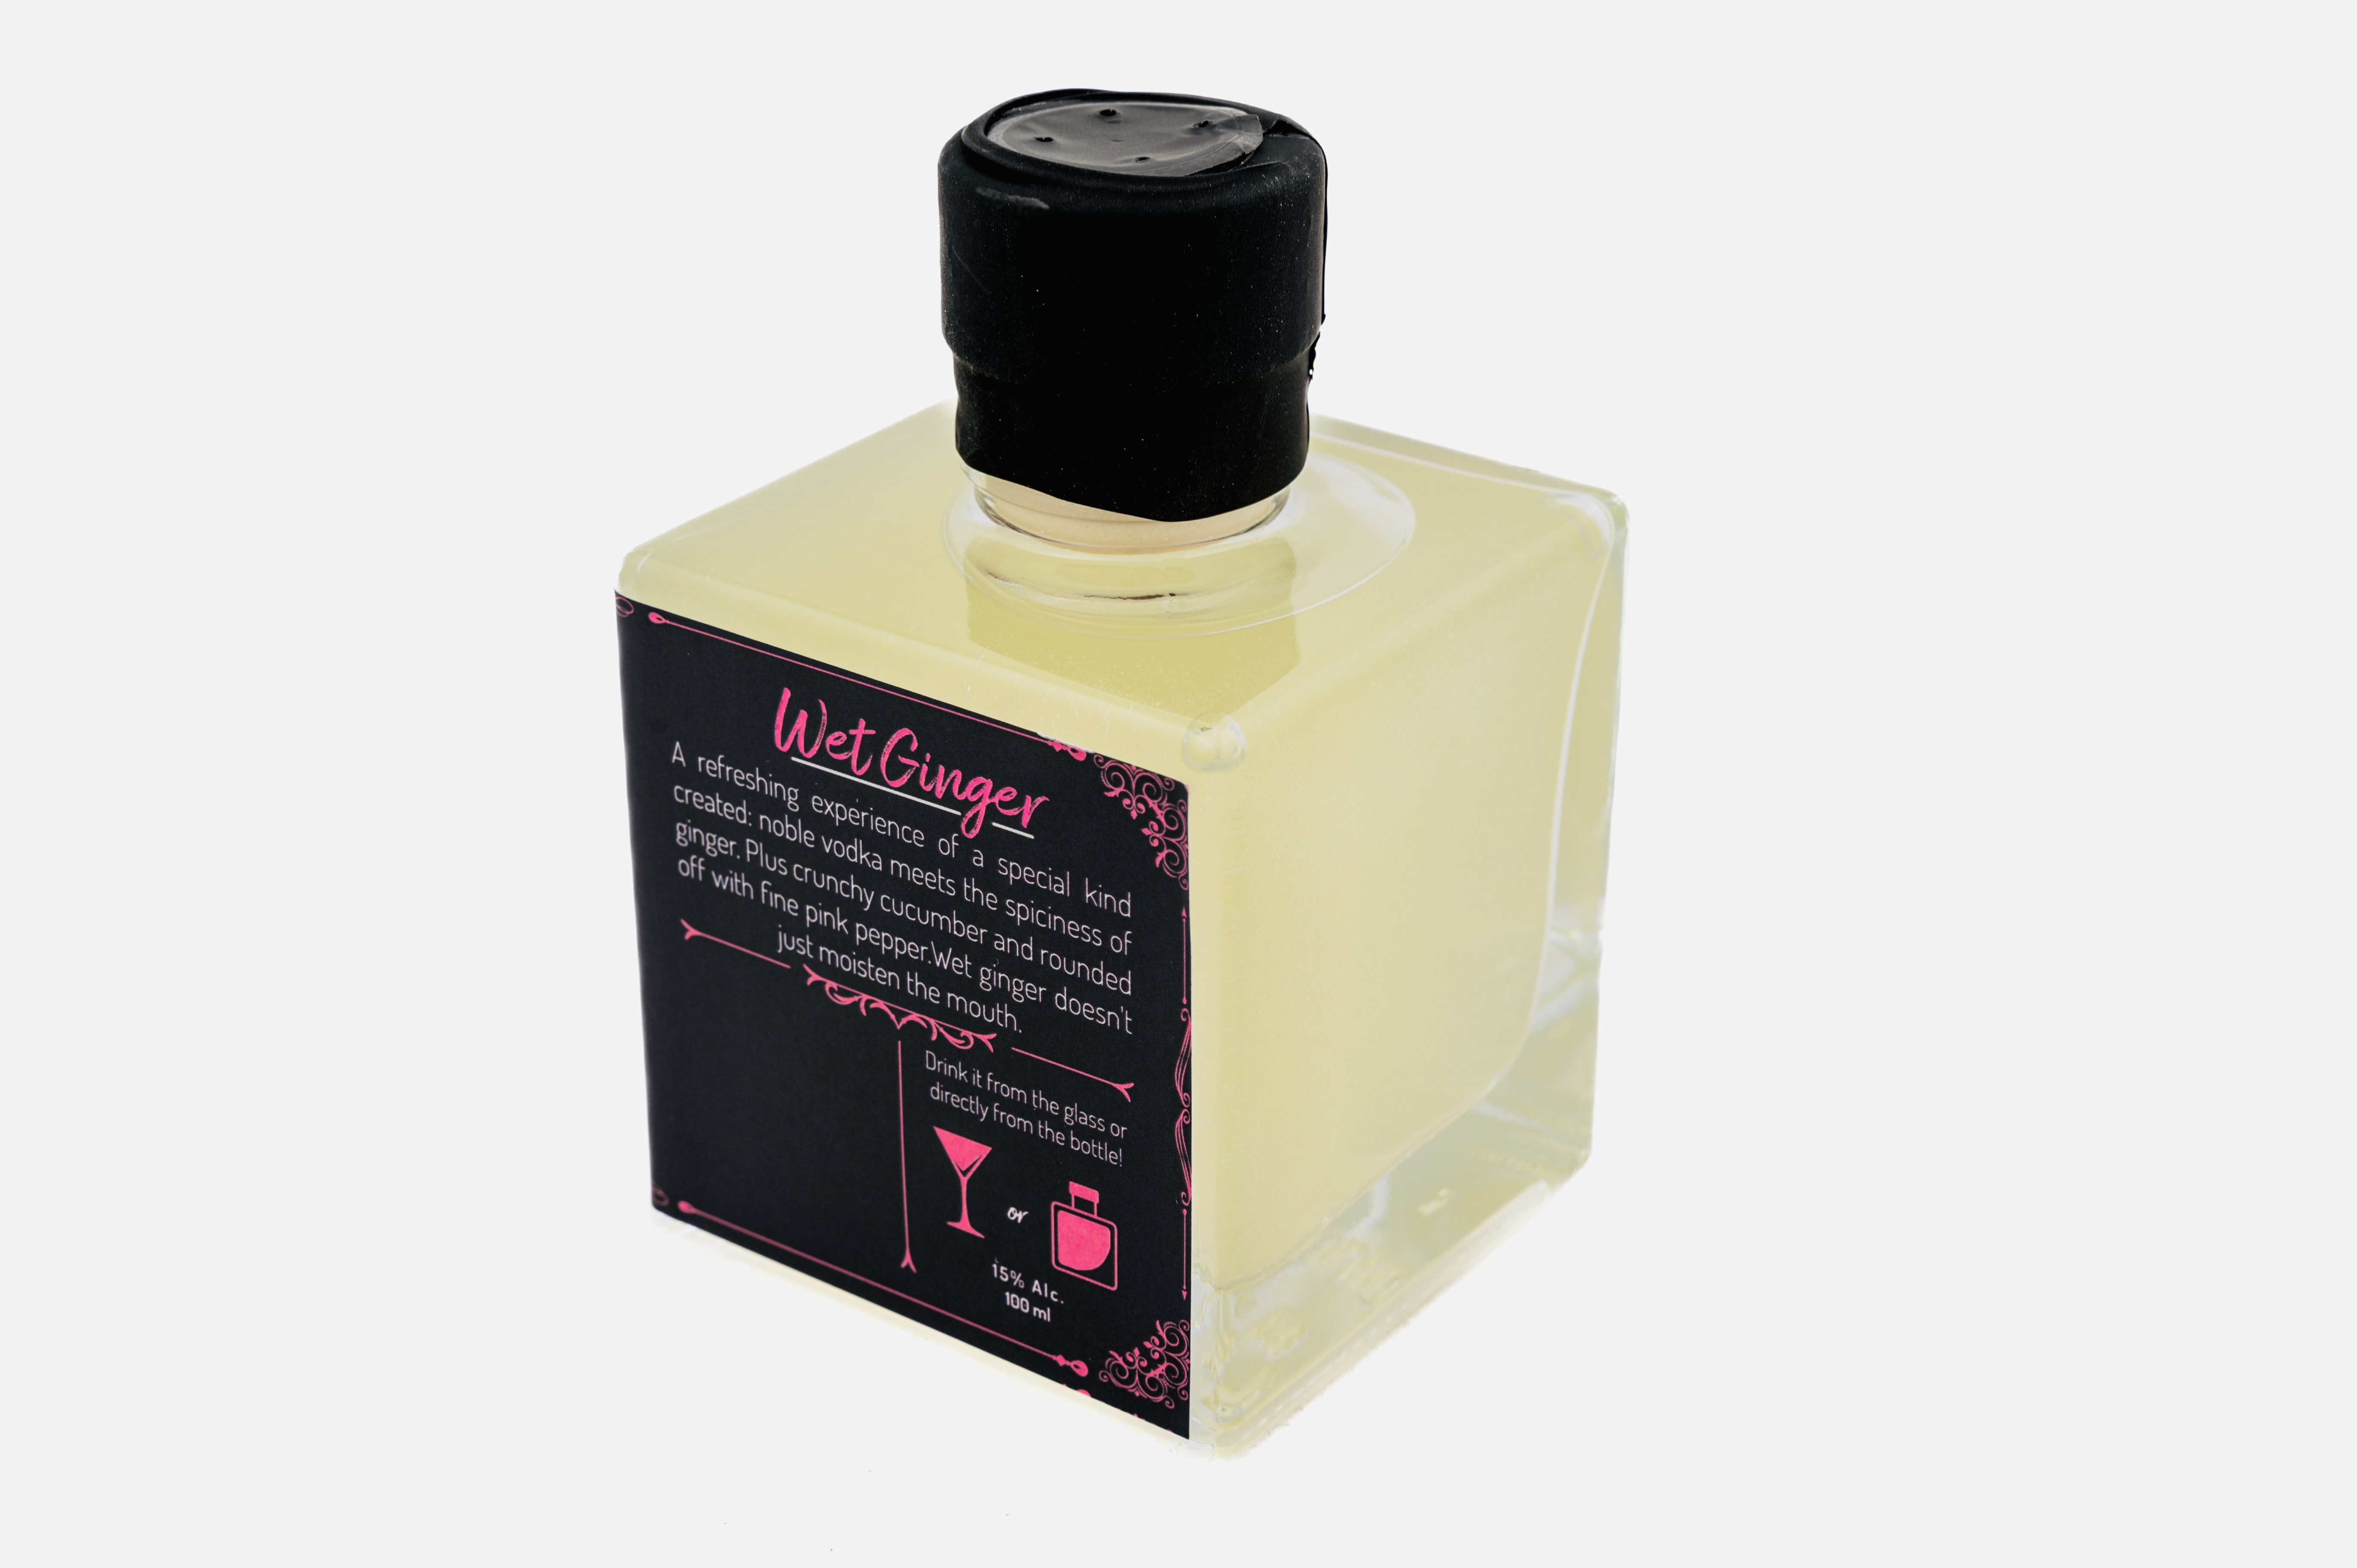 Wet Ginger
A refreshing experience of a special kind
created: noble vodka meets the spiciness of
ginger. Plus crunchy cucumber and rounded
off with fine pink pepper.Wet ginger doesn't
just moisten the mouth.
Drink it from the glass or
directly from the bottle!
or
15% Alc.
100 ml